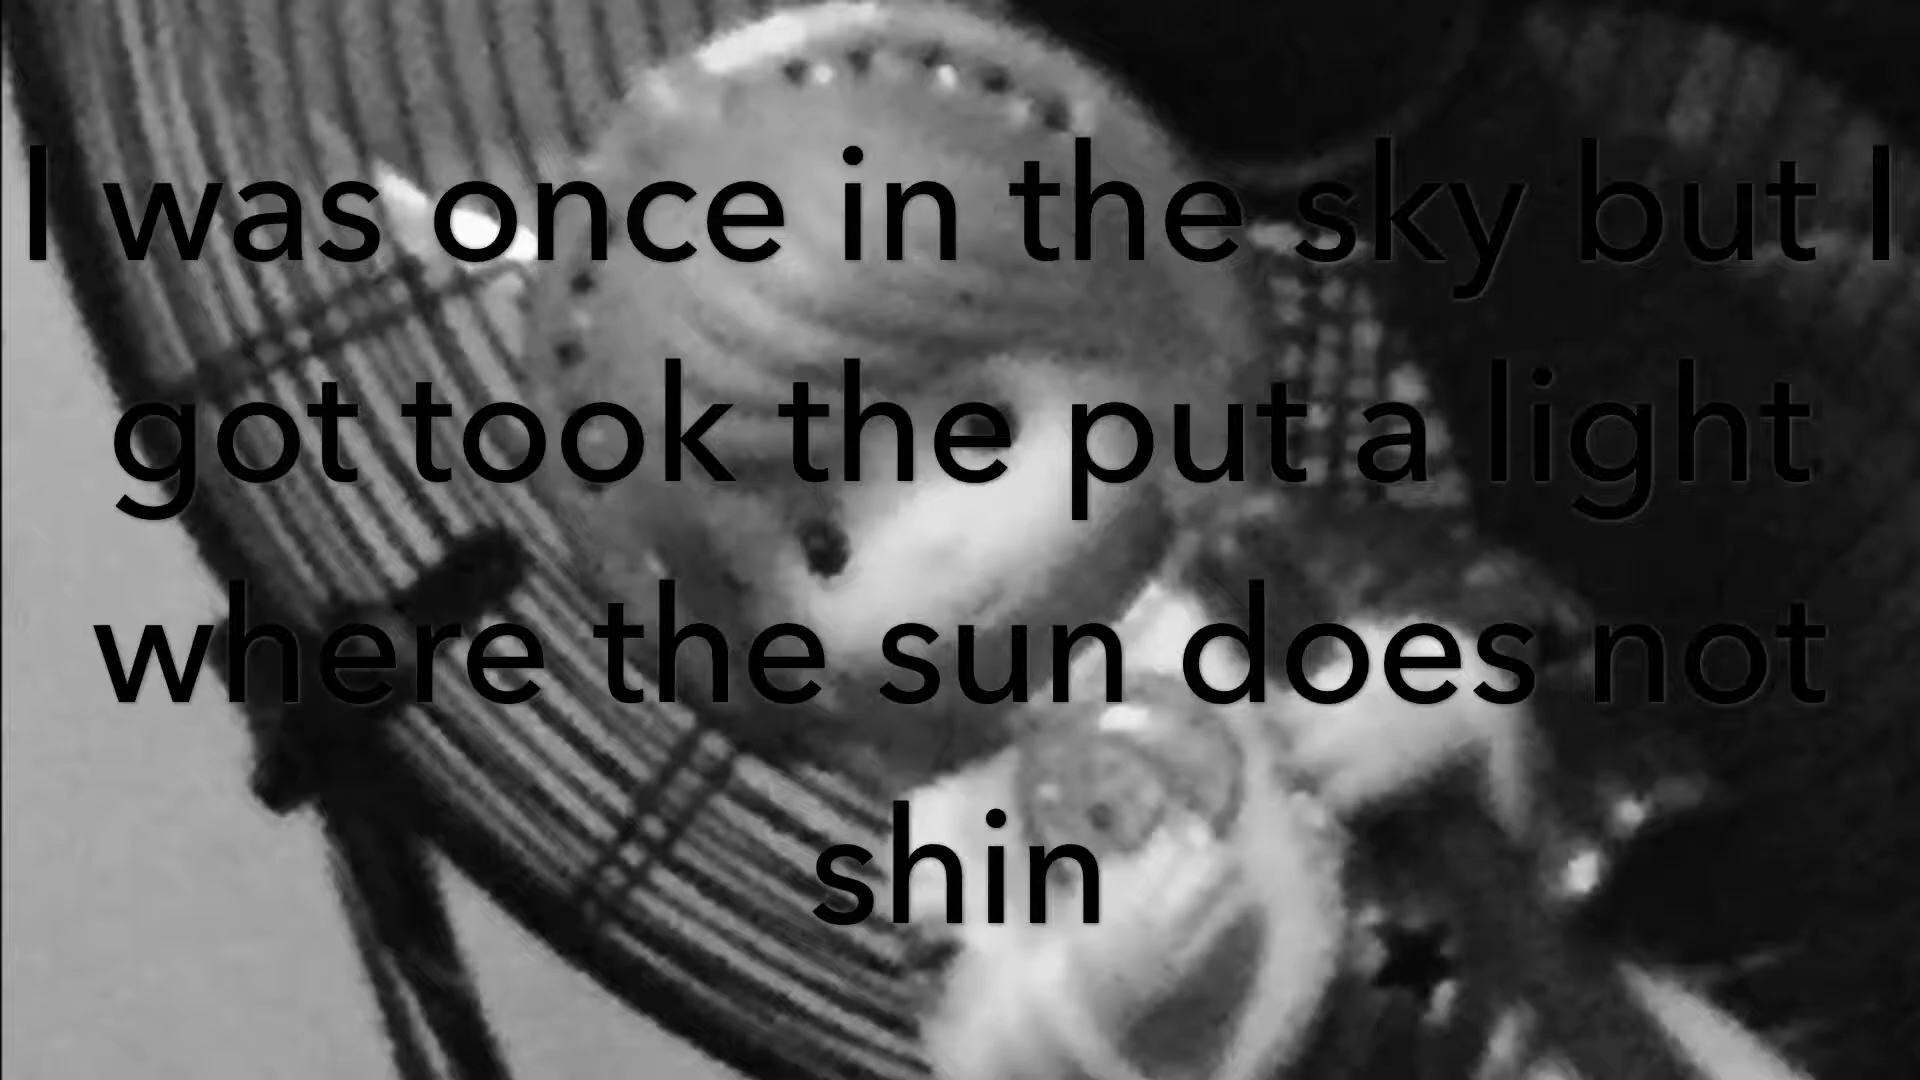 I was once in the sky but I
got took the put a light
where the sun does not
shin